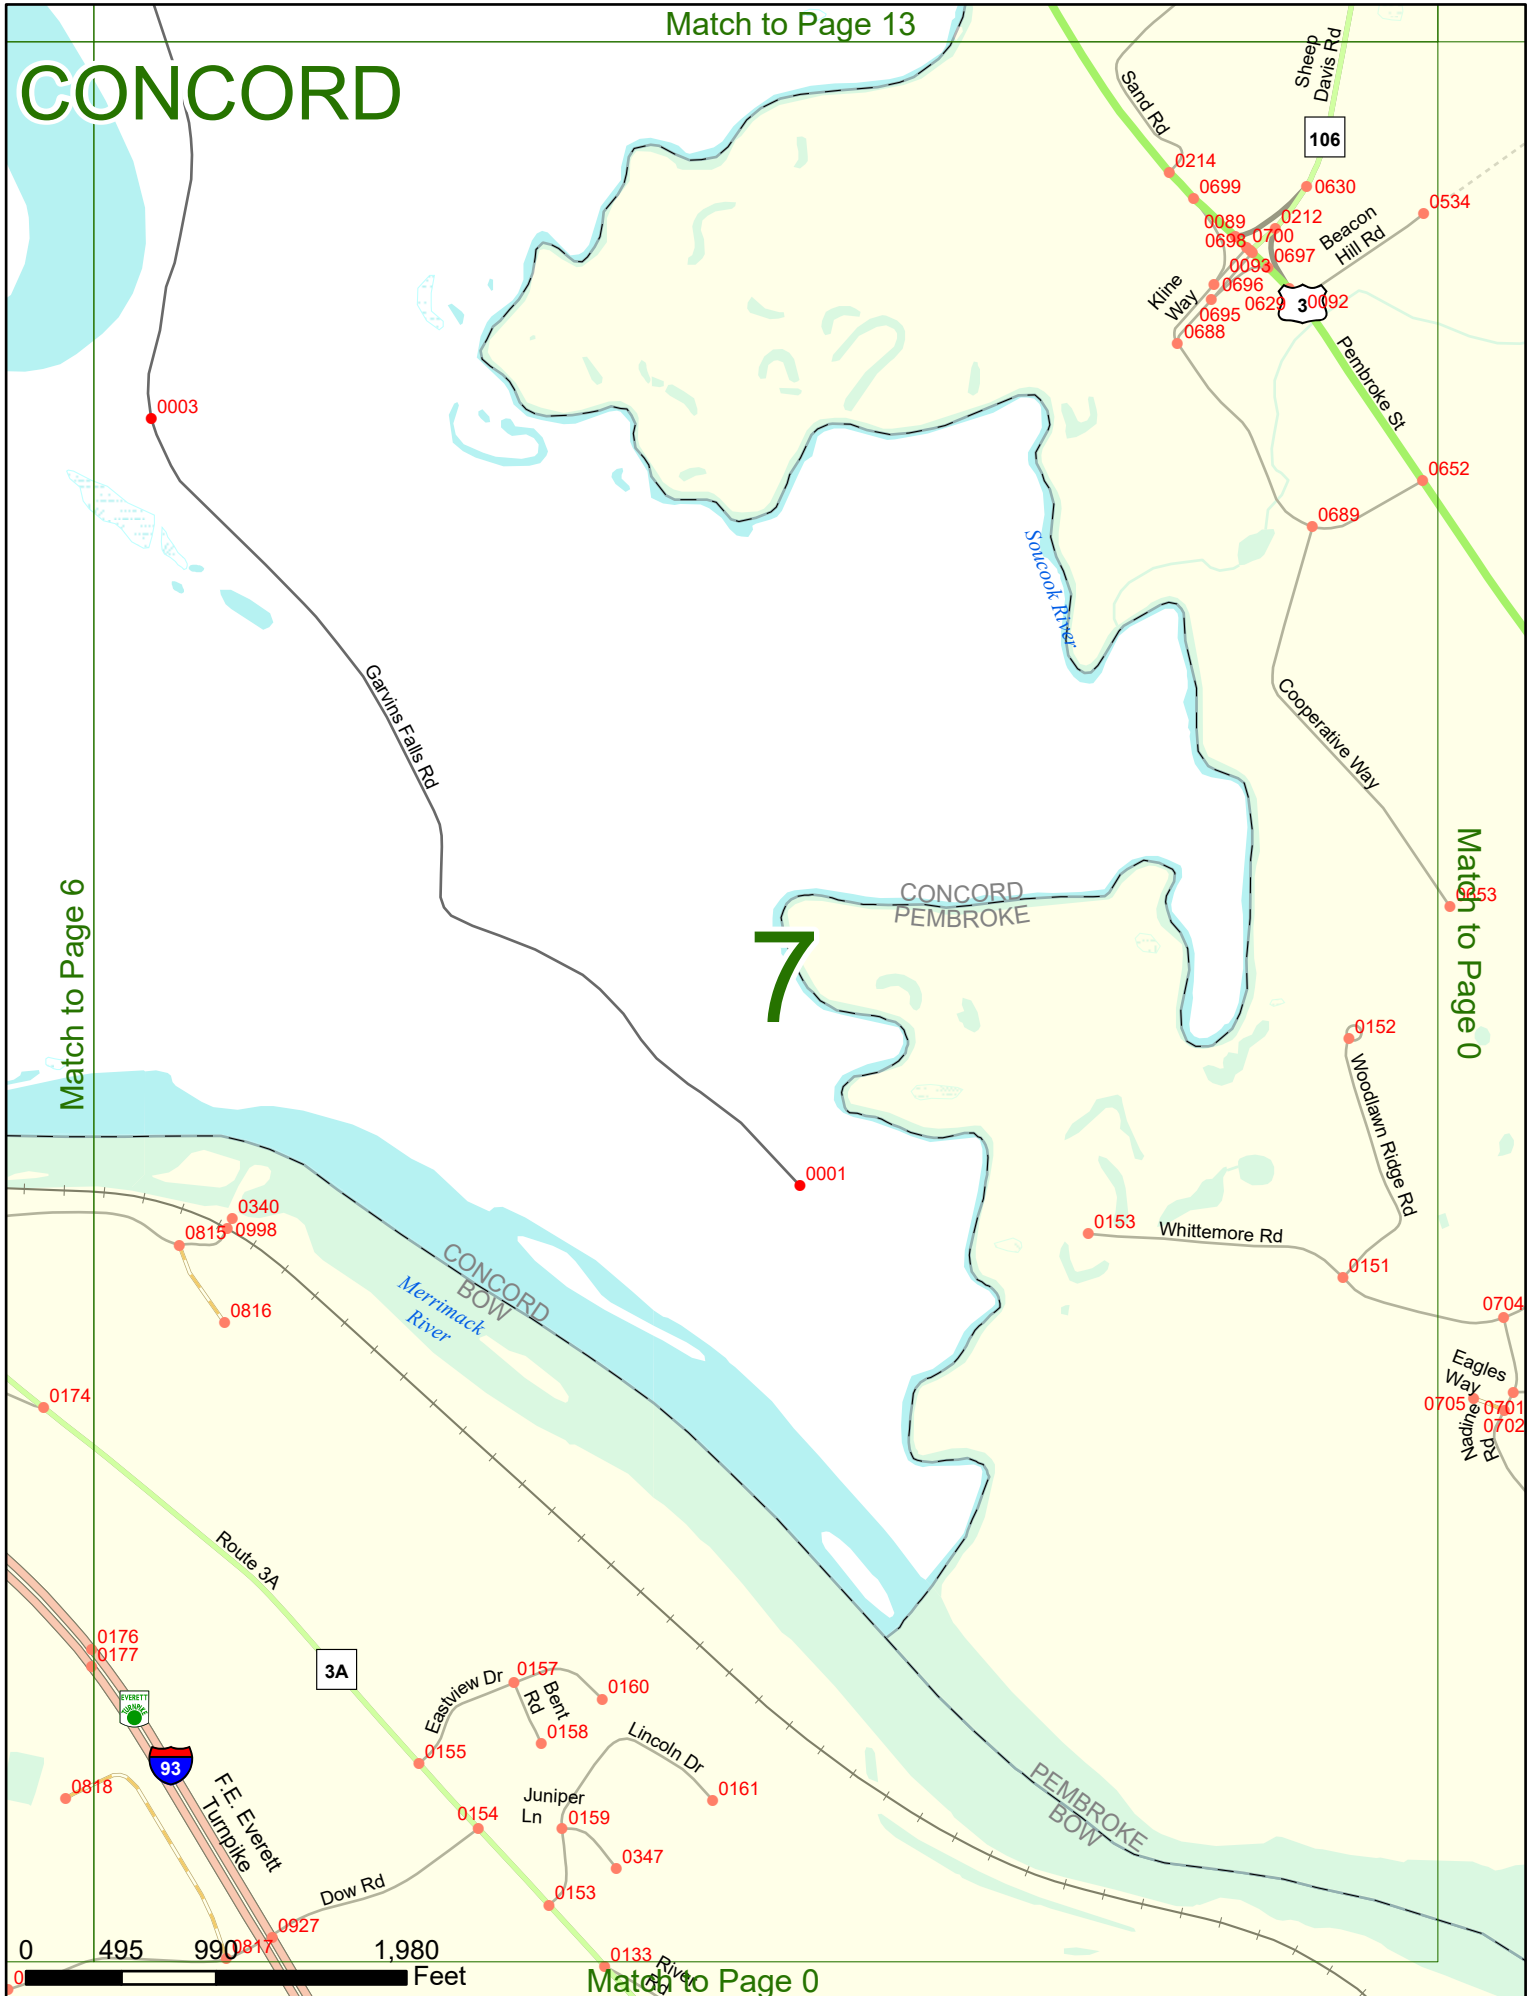 Match to Page 13
CONCORD
Sheep
Davis Rd
Sand Rd
106
0214
0699
0630
0534
0089
0212
0698
0700
Beacon
Hill Rd
0697
0093
0696
Kline
Way
0629
3
0092
0695
0688
Pembroke St
0003
0652
0689
Soucook River
Garvins Falls Rd
Cooperative Way
Match to Page 6
CONCORD
PEMBROKE
0653
Match to Page 0
7
0152
Woodlawn Ridge Rd
0001
0340
0998
0815
0153
Whittemore Rd
0151
CONCORD
BOW
Merrimack
River
0816
0704
Eagles
Way
0174
0705
0701
0702
Nadine
Rd
Route 3A
0176
0177
3A
EVERETT
TURNPIKE
93
0157
Eastview Dr
Bent
Rd
0160
0158
Lincoln Dr
0155
0161
0818
F.E. Everett
Turnpike
Juniper
Ln
0154
0159
PEMBROKE
BOW
0347
Dow Rd
0153
0927
0817
0133
River
Rd
0
495
990
1,980
Feet
0
Match to Page 0